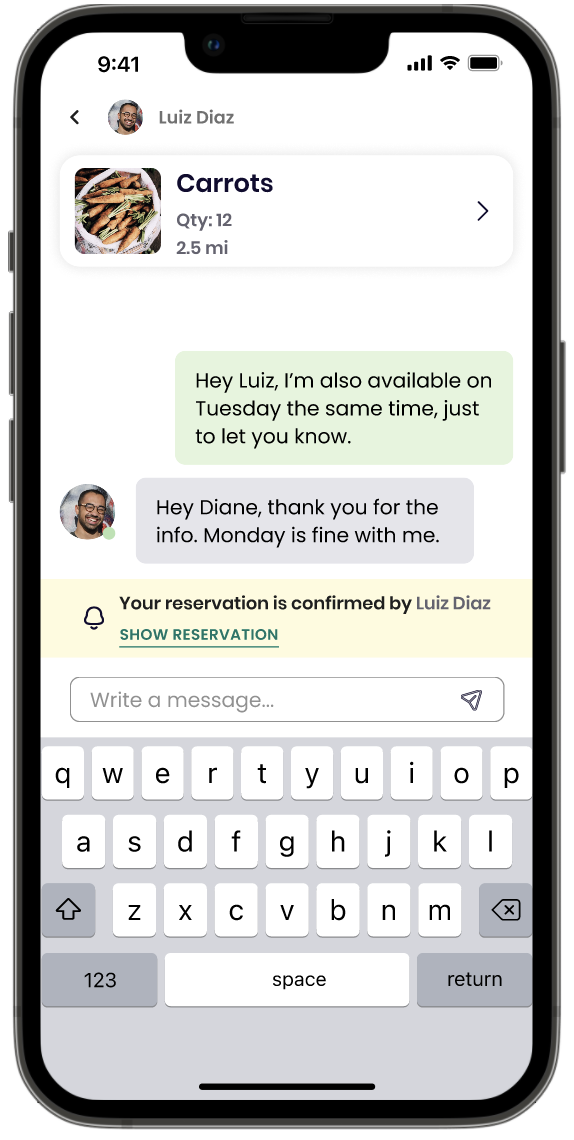 9:41
Luiz Diaz
Carrots
Qty: 12
2.5 mi
Hey Luiz, I’m also available on
Tuesday the same time, just
to let you know.
Hey Diane, thank you for the
info. Monday is fine with me.
Your reservation is confirmed by Luiz Diaz
SHOW RESERVATION
Write a message...
q w e r t y u i o p
a s d f g h j k l
z x c v b n m
123 space return